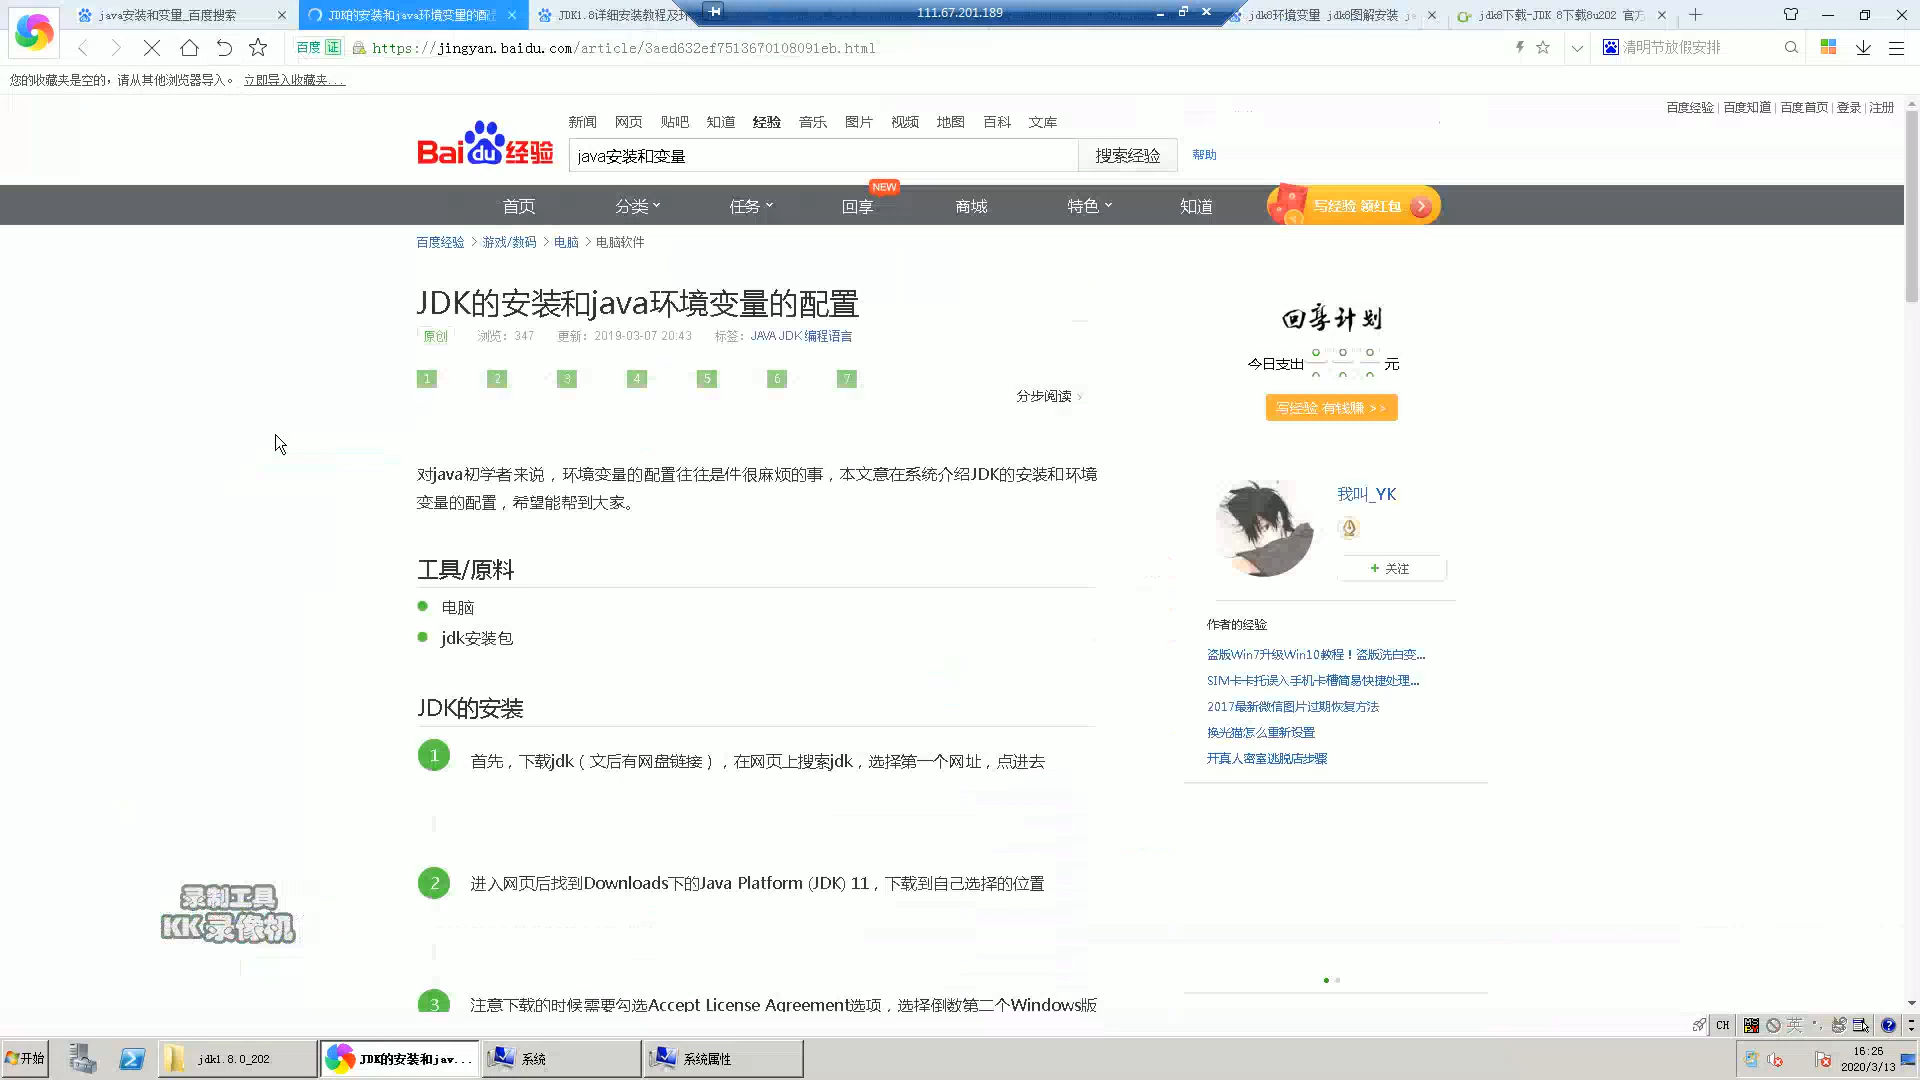 java安装和变量_百度搜索
JDK的安装和java环境变量的配
JDK1.8详细安装教程及环
111.67.201.189
jdk8环境变量 jdk8图解安装
jdk8下载-JDK 8下载8u202 官方
百度 证 https://jingyan.baidu.com/article/3aed632ef7513670108091eb.html
清明节放假安排
您的收藏夹是空的，请从其他浏览器导入。 立即导入收藏夹...
百度经验 | 百度知道 | 百度首页 | 登录 | 注册
新闻 网页 贴吧 知道 经验 音乐 图片 视频 地图 百科 文库
Baidu经验
java安装和变量
搜索经验
帮助
NEW
首页 分类 任务 回享 商城 特色 知道
写经验 领红包
百度经验 > 游戏/数码 > 电脑 > 电脑软件
JDK的安装和java环境变量的配置
原创 浏览：347 更新：2019-03-07 20:43 标签：JAVA JDK 编程语言
1 2 3 4 5 6 7
分步阅读 >
对java初学者来说，环境变量的配置往往是件很麻烦的事，本文意在系统介绍JDK的安装和环境
变量的配置，希望能帮到大家。
工具/原料
电脑
jdk安装包
JDK的安装
1 首先，下载jdk（文后有网盘链接），在网页上搜索jdk，选择第一个网址，点进去
2 进入网页后找到Downloads下的Java Platform (JDK) 11，下载到自己选择的位置
3 注意下载的时候需要勾选Accept License Agreement选项，选择倒数第二个Windows版
回享计划
今日支出
元
写经验 有钱赚 >>
我叫_YK
+ 关注
作者的经验
盗版Win7升级Win10教程！盗版洗白变...
SIM卡卡托误入手机卡槽简易快捷处理...
2017最新微信图片过期恢复方法
换光猫怎么重新设置
开真人密室逃脱店步骤
录制工具
KK录像机
CH
英
开始
jdk1.8.0_202
JDK的安装和jav...
系统
系统属性
16:26
2020/3/13